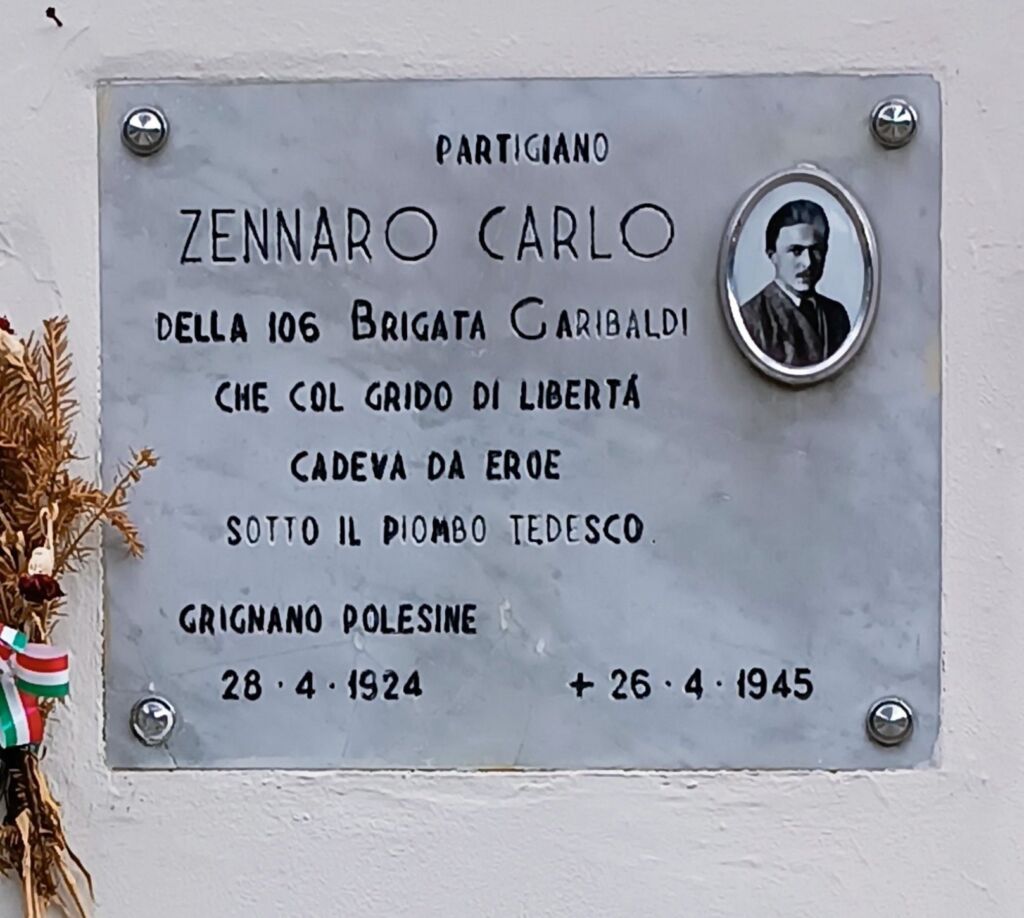 PARTIGIANO
ZENNARO CARLO
DELLA 106 BRIGATA GARIBALDI
CHE COL GRIDO DI LIBERTÁ
CADEVA DA EROE
SOTTO IL PIOMBO TEDESCO.
GRIGNANO POLESINE
28 · 4 · 1924 + 26 · 4 · 1945